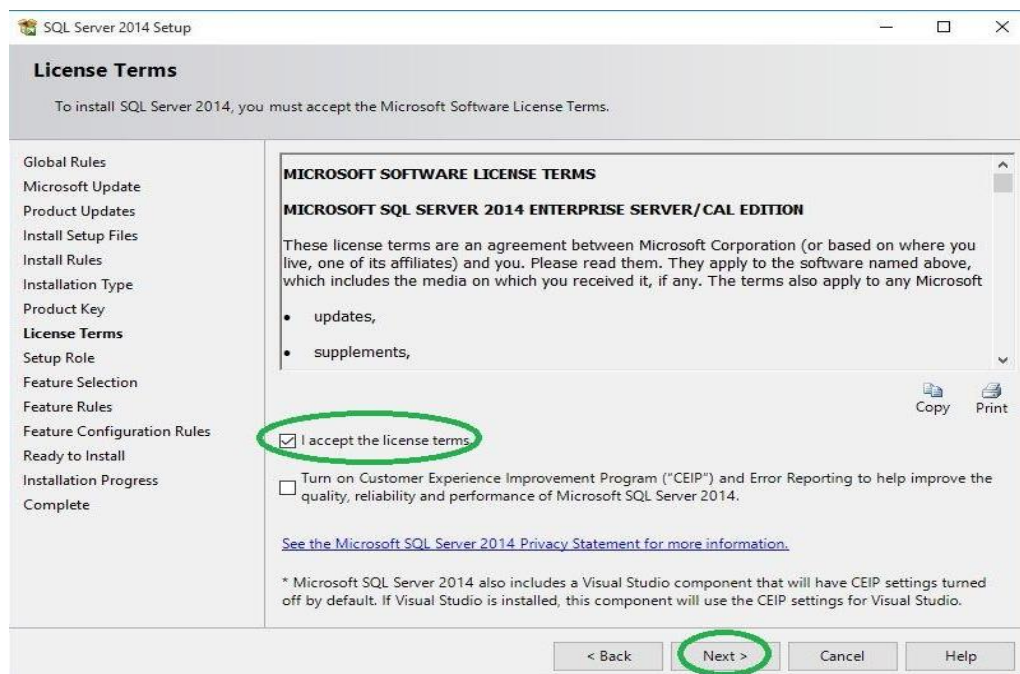 SQL Server 2014 Setup
License Terms
To install SQL Server 2014, you must accept the Microsoft Software License Terms.
Global Rules
Microsoft Update
Product Updates
Install Setup Files
Install Rules
Installation Type
Product Key
License Terms
Setup Role
Feature Selection
Feature Rules
Feature Configuration Rules
Ready to Install
Installation Progress
Complete
MICROSOFT SOFTWARE LICENSE TERMS
MICROSOFT SQL SERVER 2014 ENTERPRISE SERVER/CAL EDITION
These license terms are an agreement between Microsoft Corporation (or based on where you
live, one of its affiliates) and you. Please read them. They apply to the software named above,
which includes the media on which you received it, if any. The terms also apply to any Microsoft
• updates,
• supplements,
Copy Print
I accept the license terms.
Turn on Customer Experience Improvement Program ("CEIP") and Error Reporting to help improve the
quality, reliability and performance of Microsoft SQL Server 2014.
See the Microsoft SQL Server 2014 Privacy Statement for more information.
* Microsoft SQL Server 2014 also includes a Visual Studio component that will have CEIP settings turned
off by default. If Visual Studio is installed, this component will use the CEIP settings for Visual Studio.
< Back Next > Cancel Help